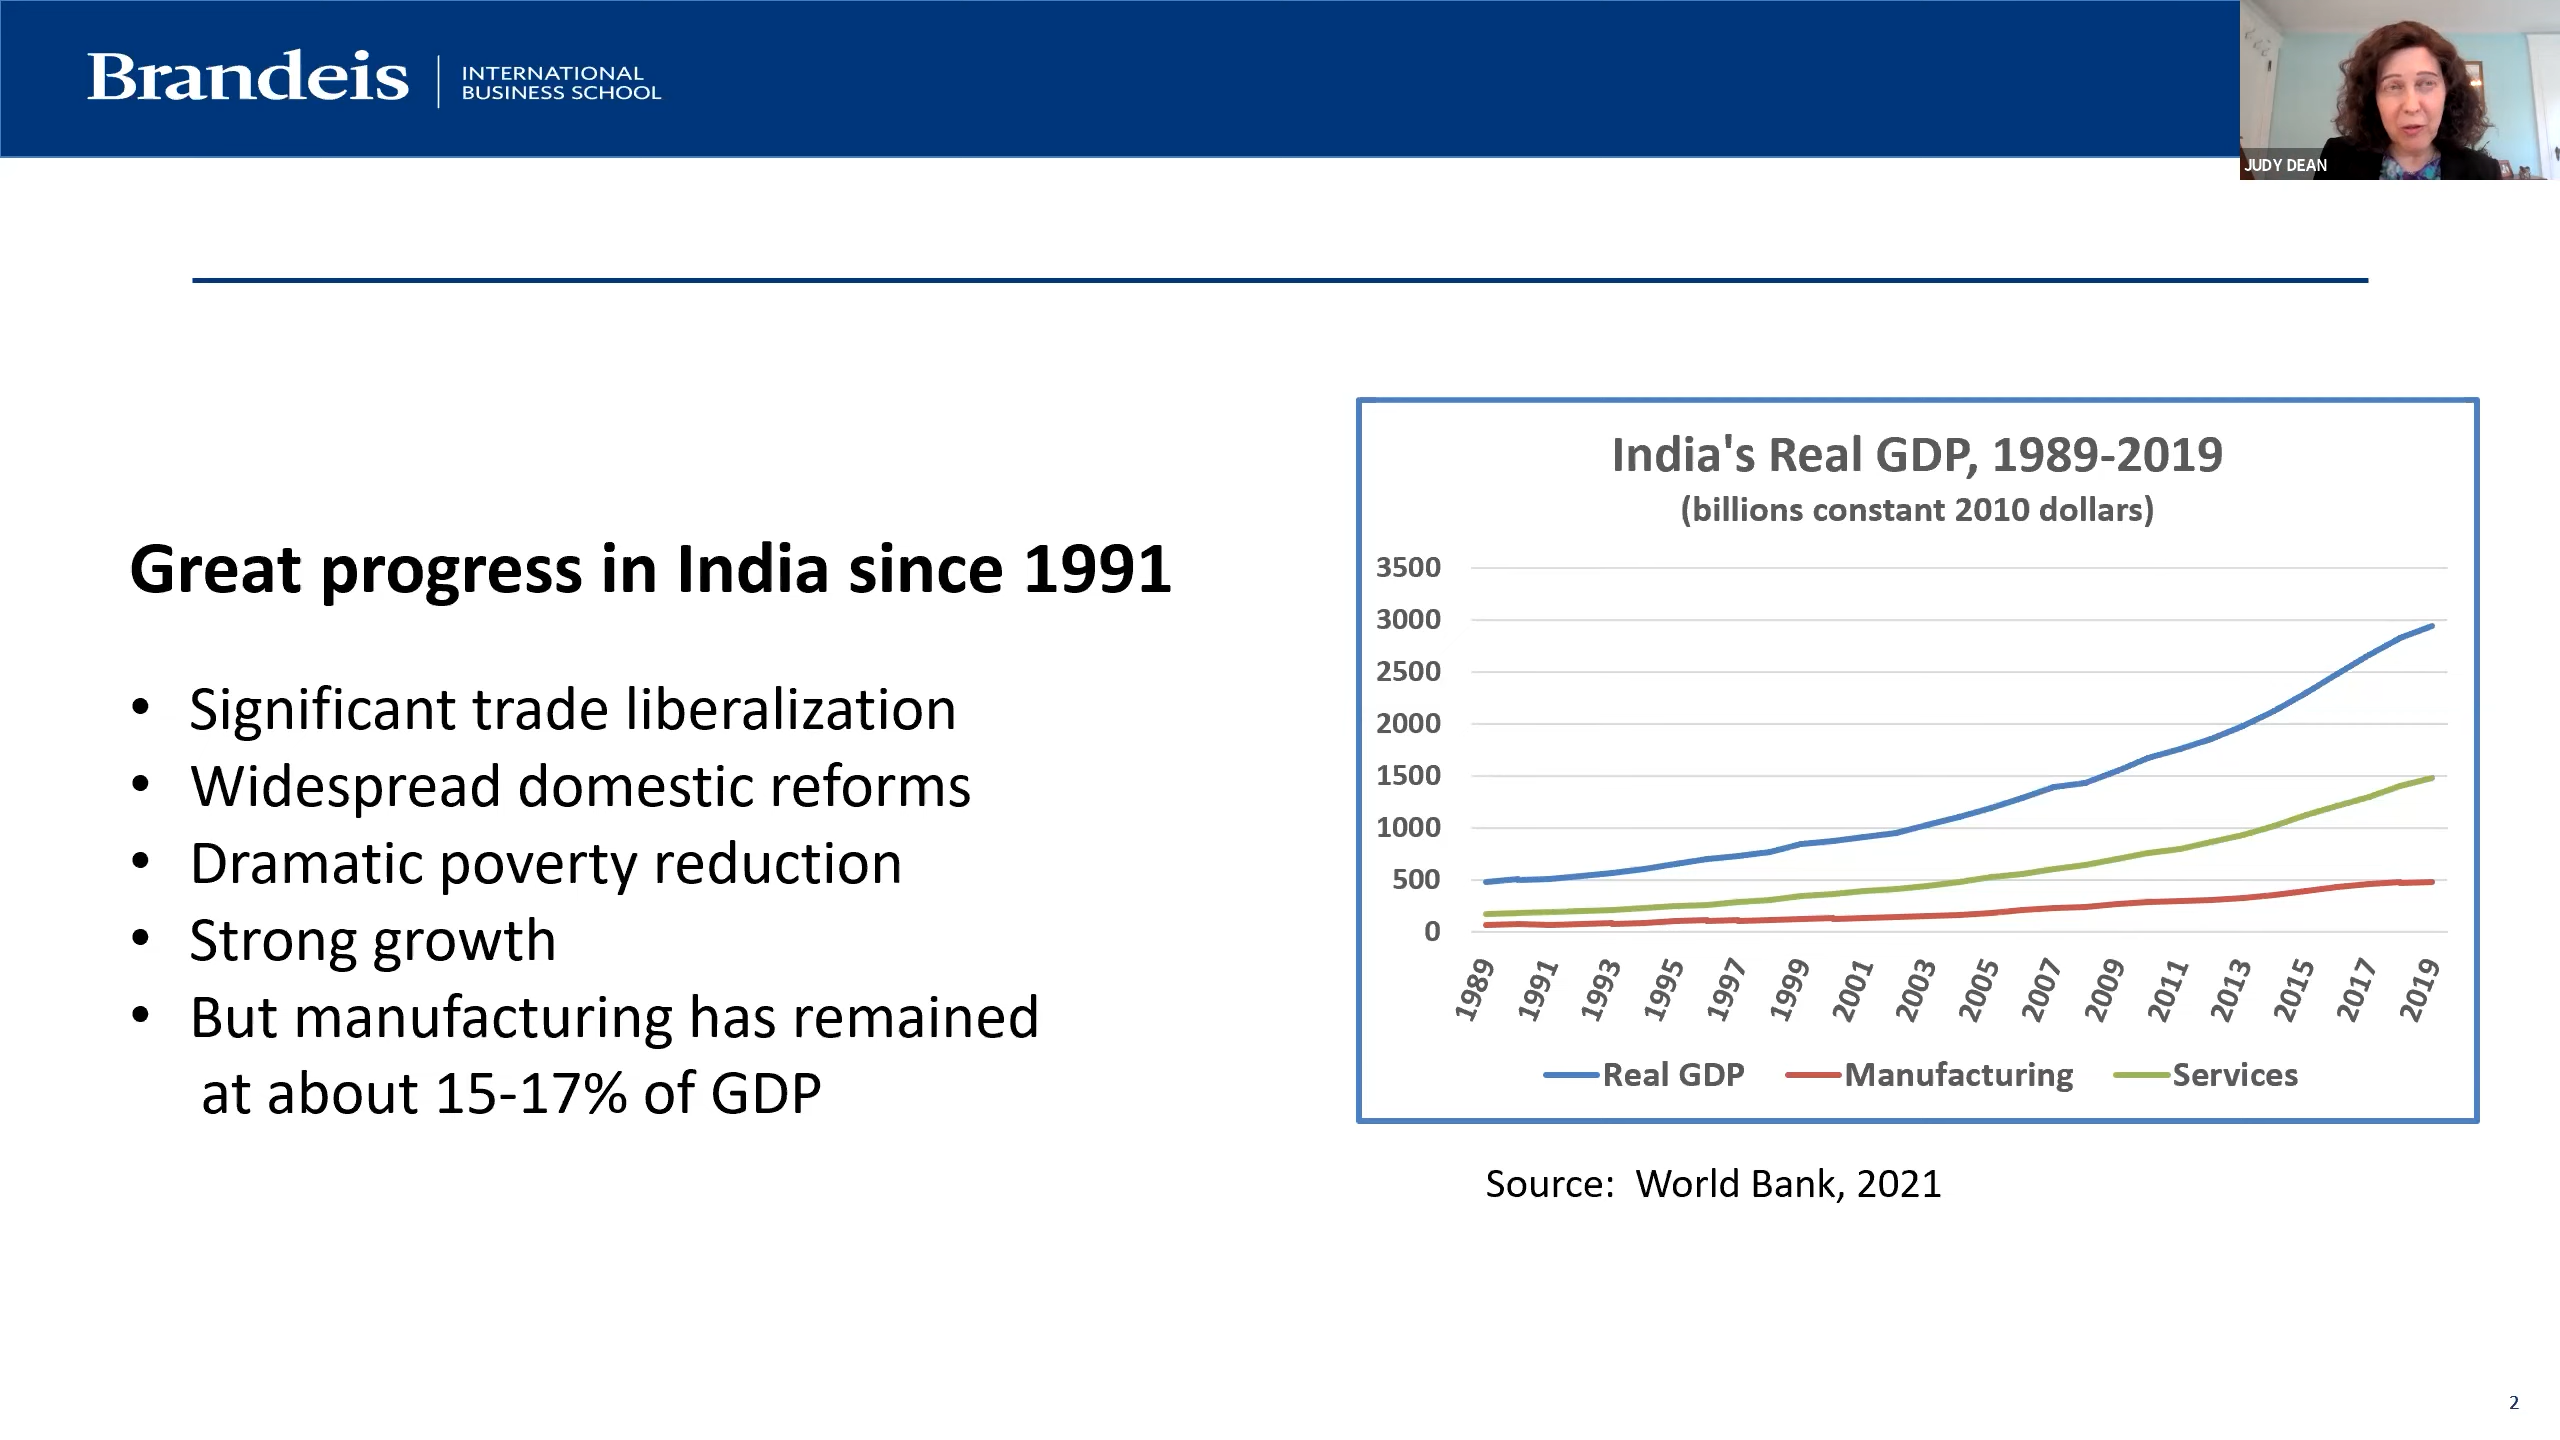 Brandeis
INTERNATIONAL
BUSINESS SCHOOL
JUDY DEAN
Great progress in India since 1991
• Significant trade liberalization
• Widespread domestic reforms
• Dramatic poverty reduction
• Strong growth
• But manufacturing has remained
at about 15-17% of GDP
India's Real GDP, 1989-2019
(billions constant 2010 dollars)
3500
3000
2500
2000
1500
1000
500
0
1989 1991 1993 1995 1997 1999 2001 2003 2005 2007 2009 2011 2013 2015 2017 2019
Real GDP Manufacturing Services
Source: World Bank, 2021
2